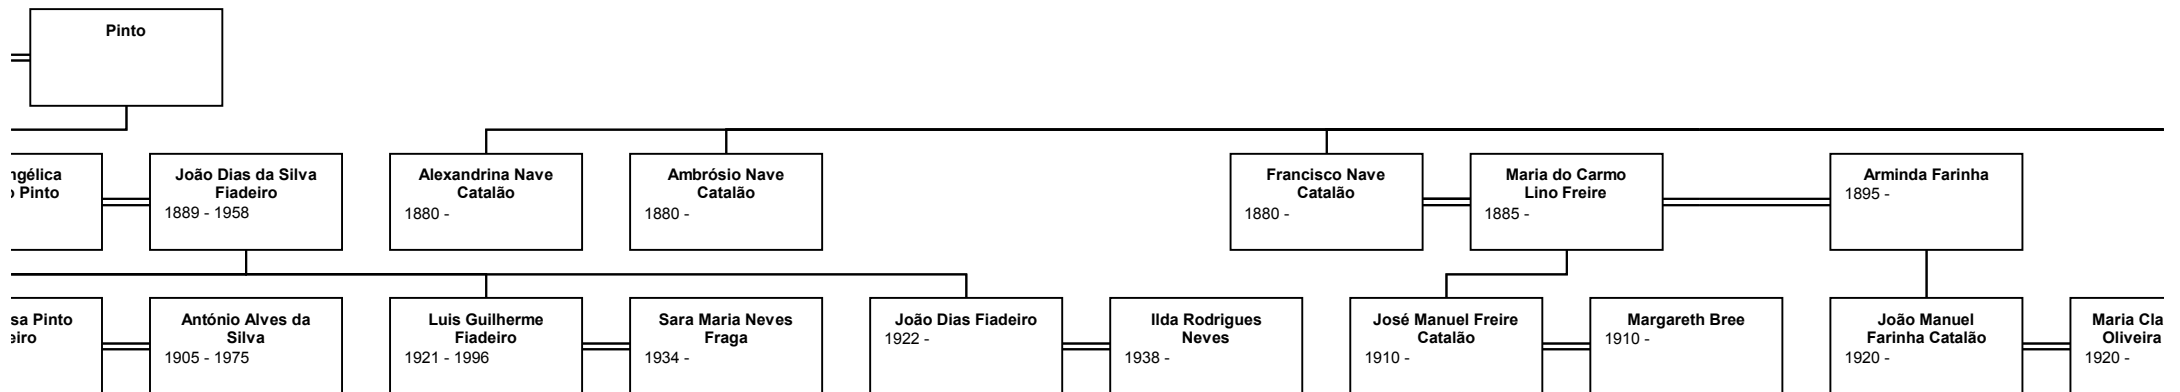 Pinto
ngélica
o Pinto
João Dias da Silva
Fiadeiro
1889 - 1958
Alexandrina Nave
Catalão
1880 -
Ambrósio Nave
Catalão
1880 -
Francisco Nave
Catalão
1880 -
Maria do Carmo
Lino Freire
1885 -
Arminda Farinha
1895 -
sa Pinto
eiro
António Alves da
Silva
1905 - 1975
Luis Guilherme
Fiadeiro
1921 - 1996
Sara Maria Neves
Fraga
1934 -
João Dias Fiadeiro
1922 -
Ilda Rodrigues
Neves
1938 -
José Manuel Freire
Catalão
1910 -
Margareth Bree
1910 -
João Manuel
Farinha Catalão
1920 -
Maria Cla
Oliveira
1920 -